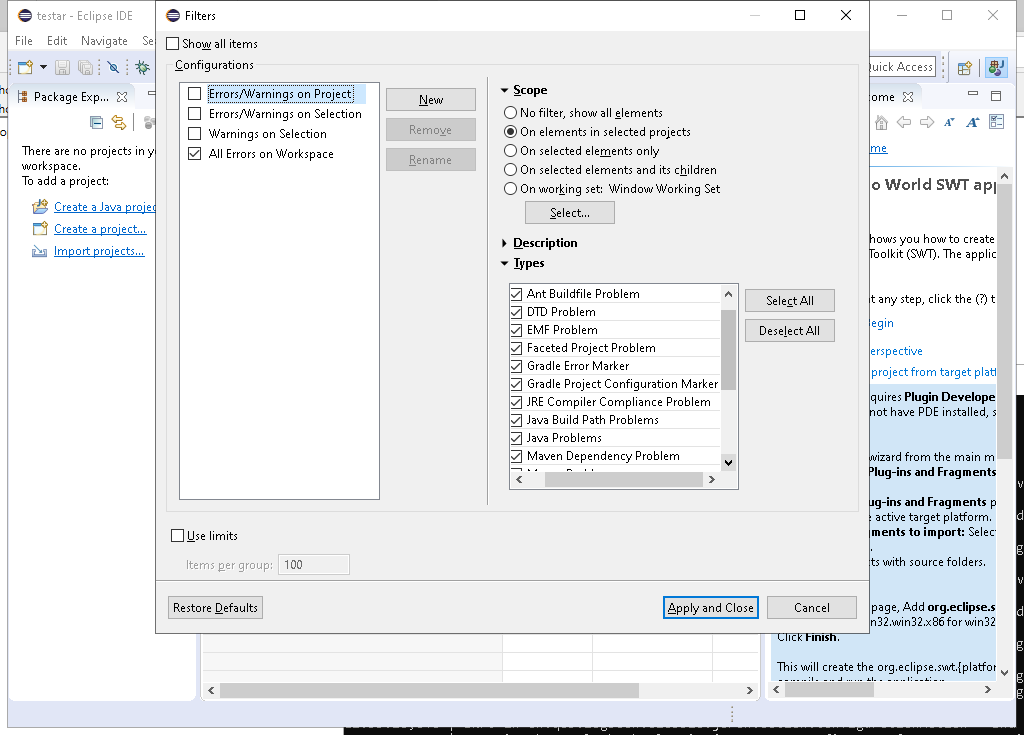 testar - Eclipse IDE
File Edit Navigate
Quick Access
Package Exp...
There are no projects in
workspace.
To add a project:
Create a Java
Create a project...
Import projects...
Filters
Show all items
Configurations
Errors/Warnings on Project
Errors/Warnings on Selection
Warnings on Selection
All Errors on Workspace
New
Remove
Rename
Scope
No filter, show all elements
On elements in selected projects
On selected elements only
On selected elements and its children
On working set: Window Working Set
Select...
Description
Types
Ant Buildfile Problem
DTD Problem
EMF Problem
Faceted Project Problem
Gradle Error Marker
Gradle Project Configuration Marker
JRE Compiler Compliance Problem
Java Build Path Problems
Java Problems
Maven Dependency Problem
Select All
Deselect All
Use limits
Items per group: 100
Restore Defaults
Apply and Close
Cancel
o World SWT app
hows you how to create
Toolkit (SWT). The applic
at any step, click the (?) t
Begin
erspective
project from target platf
quires Plugin Develope
not have PDE installed, s
wizard from the main m
Plug-ins and Fragments
ug-ins and Fragments p
e active target platform.
gments to import: Selec
ts with source folders.
page, Add org.eclipse.s
n32.win32.x86 for win32
Click Finish.
This will create the org.eclipse.swt.{platfor
compile and run the application